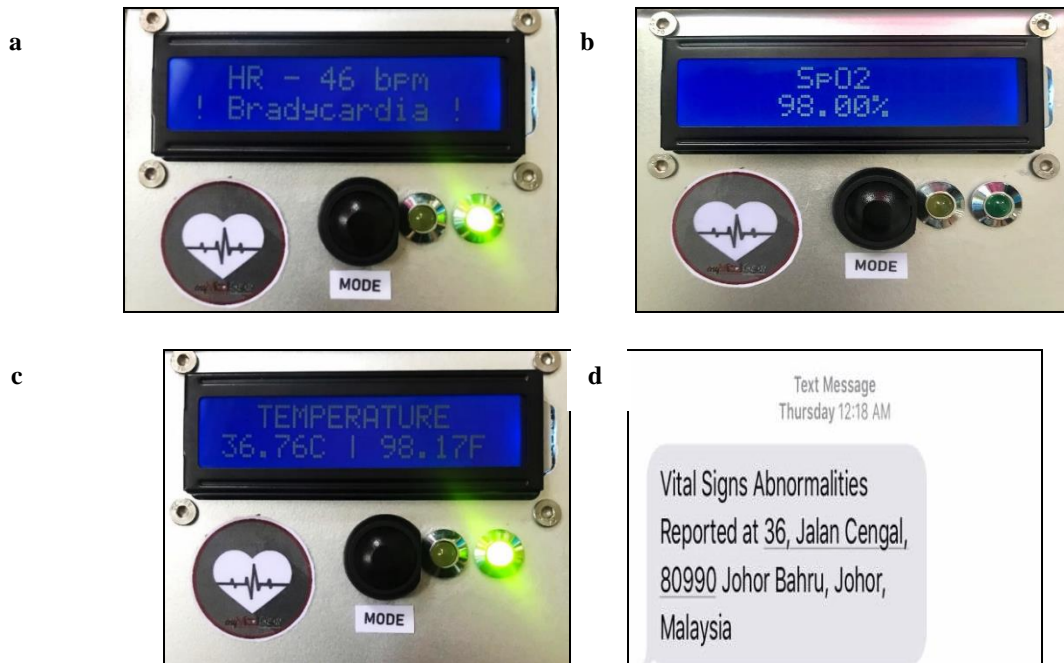 a
HR - 46 bpm
! Bradycardia !
MODE
b
SpO2
98.00%
MODE
c
TEMPERATURE
36.76C | 98.17F
MODE
d
Text Message
Thursday 12:18 AM
Vital Signs Abnormalities
Reported at 36, Jalan Cengal,
80990 Johor Bahru, Johor,
Malaysia